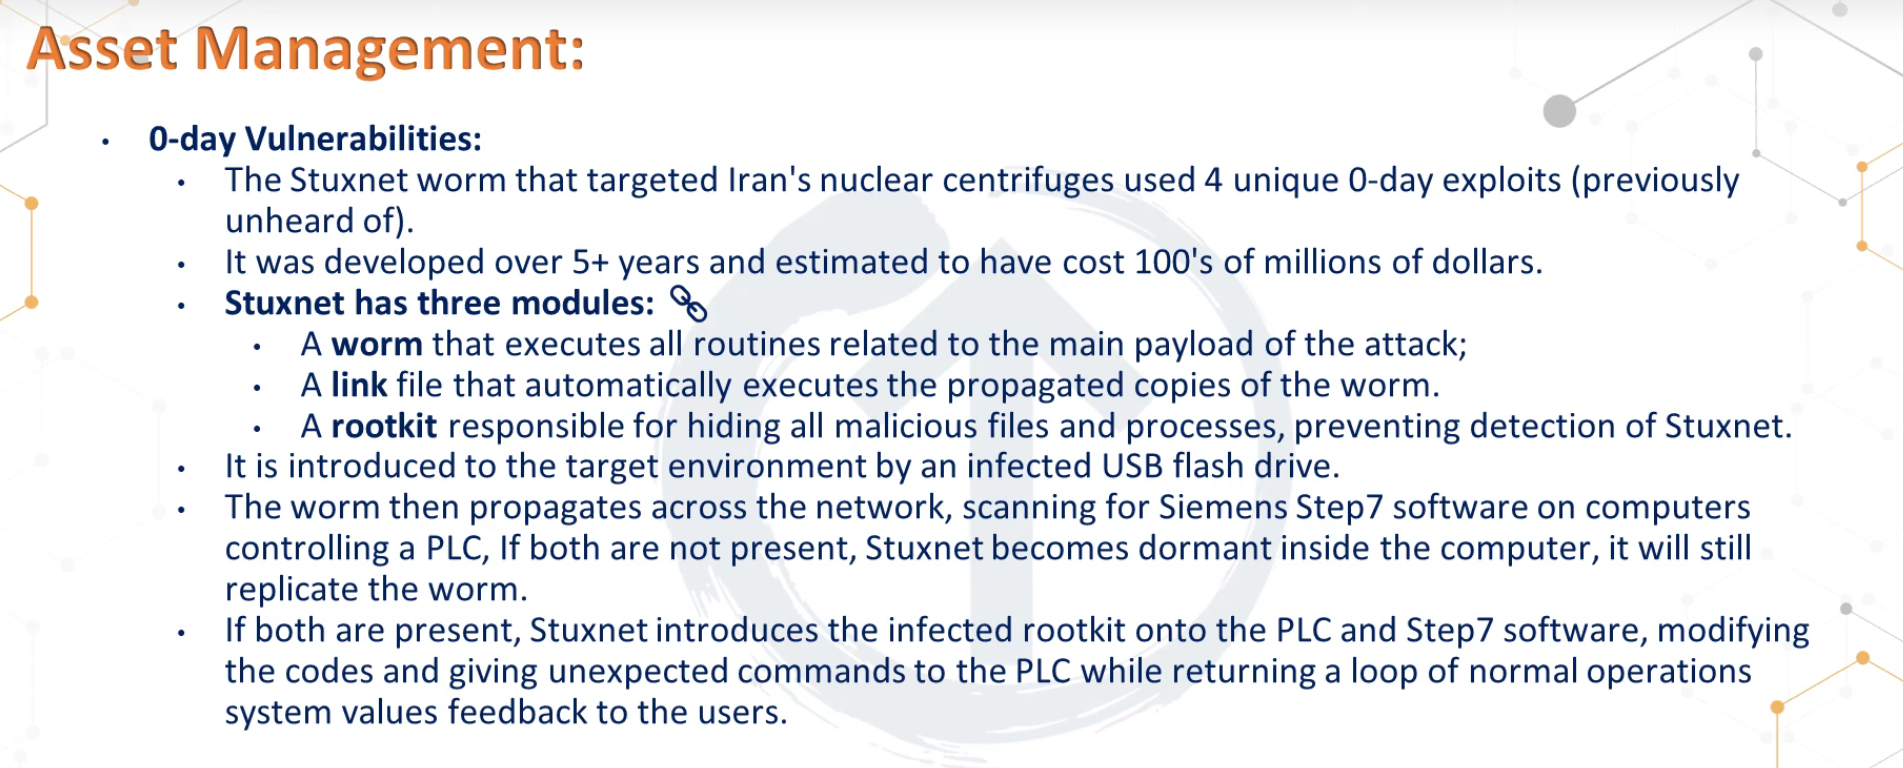 Asset Management:
• 0-day Vulnerabilities:
• The Stuxnet worm that targeted Iran's nuclear centrifuges used 4 unique 0-day exploits (previously
unheard of).
• It was developed over 5+ years and estimated to have cost 100's of millions of dollars.
• Stuxnet has three modules:
• A worm that executes all routines related to the main payload of the attack;
• A link file that automatically executes the propagated copies of the worm.
• A rootkit responsible for hiding all malicious files and processes, preventing detection of Stuxnet.
• It is introduced to the target environment by an infected USB flash drive.
• The worm then propagates across the network, scanning for Siemens Step7 software on computers
controlling a PLC, If both are not present, Stuxnet becomes dormant inside the computer, it will still
replicate the worm.
• If both are present, Stuxnet introduces the infected rootkit onto the PLC and Step7 software, modifying
the codes and giving unexpected commands to the PLC while returning a loop of normal operations
system values feedback to the users.